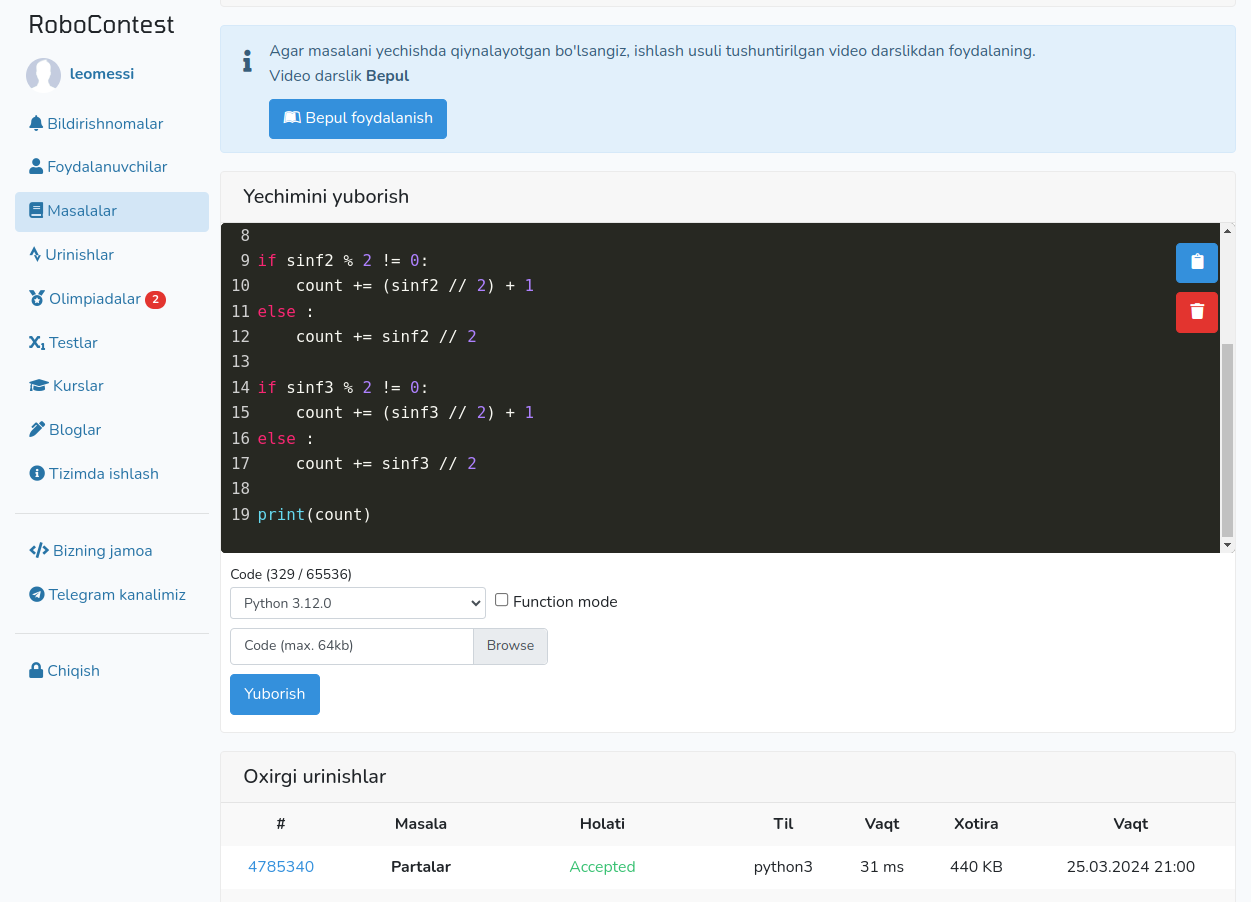 RoboContest
leomessi
Bildirishnomalar
Foydalanuvchilar
Masalalar
Urinishlar
Olimpiadalar 2
Testlar
Kurslar
Bloglar
Tizimda ishlash
Bizning jamoa
Telegram kanalimiz
Chiqish
Agar masalani yechishda qiynalayotgan bo'lsangiz, ishlash usuli tushuntirilgan video darslikdan foydalaning.
Video darslik Bepul
Bepul foydalanish
Yechimini yuborish
8
9 if sinf2 % 2 != 0:
10     count += (sinf2 // 2) + 1
11 else :
12     count += sinf2 // 2
13
14 if sinf3 % 2 != 0:
15     count += (sinf3 // 2) + 1
16 else :
17     count += sinf3 // 2
18
19 print(count)
Code (329 / 65536)
Python 3.12.0 Function mode
Code (max. 64kb) Browse
Yuborish
Oxirgi urinishlar
# Masala Holati Til Vaqt Xotira Vaqt
4785340 Partalar Accepted python3 31 ms 440 KB 25.03.2024 21:00